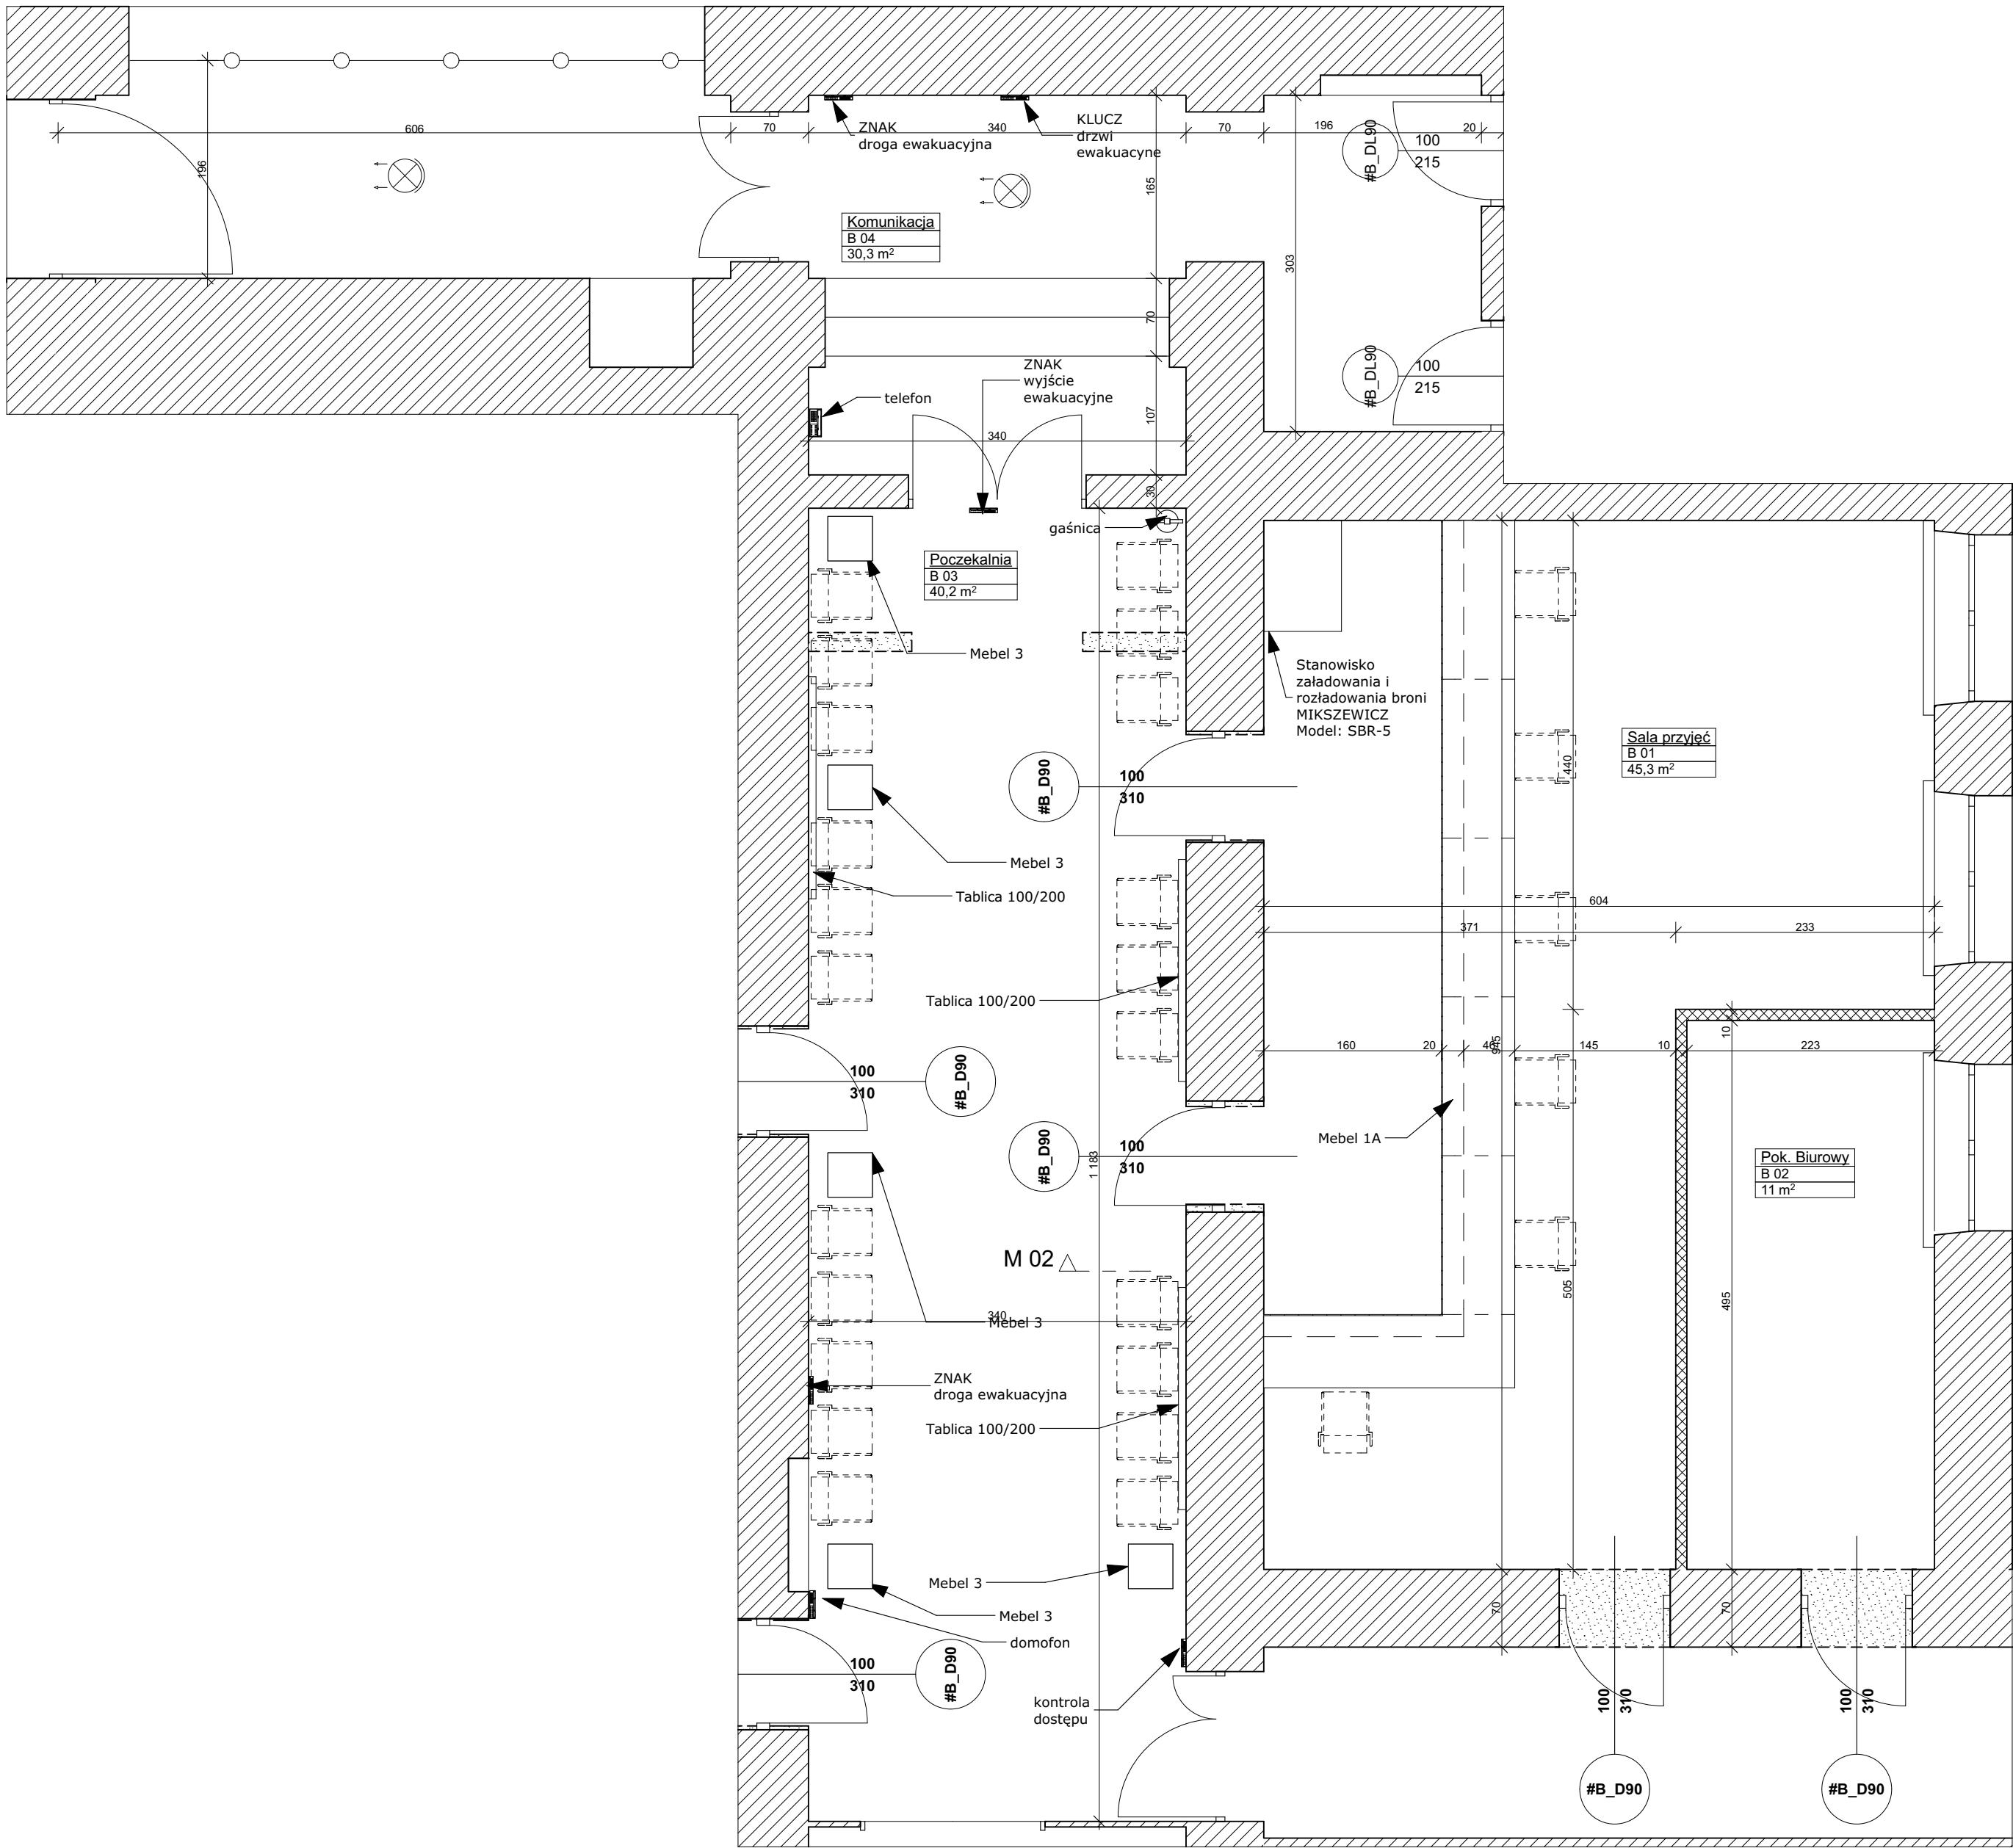 606
70
340
70
196
20
196
ZNAK
droga ewakuacyjna
KLUCZ
drzwi
ewakuacyne
165
#B_DL90
100
215
Komunikacja
B 04
30,3 m²
303
70
#B_DL90
100
215
ZNAK
wyjście
ewakuacyjne
telefon
107
340
30
gaśnica
Poczekalnia
B 03
40,2 m²
Mebel 3
Stanowisko
załadowania i
rozładowania broni
MIKSZEWICZ
Model: SBR-5
Sala przyjęć
B 01
45,3 m²
440
#B_D90
100
310
Mebel 3
Tablica 100/200
604
371
233
Tablica 100/200
10
160
20
46
945
145
10
223
100
310
#B_D90
#B_D90
100
310
1 183
Mebel 1A
Pok. Biurowy
B 02
11 m²
M 02
505
495
340
Mebel 3
ZNAK
droga ewakuacyjna
Tablica 100/200
Mebel 3
Mebel 3
domofon
70
70
100
310
#B_D90
kontrola
dostępu
100
310
100
310
#B_D90
#B_D90